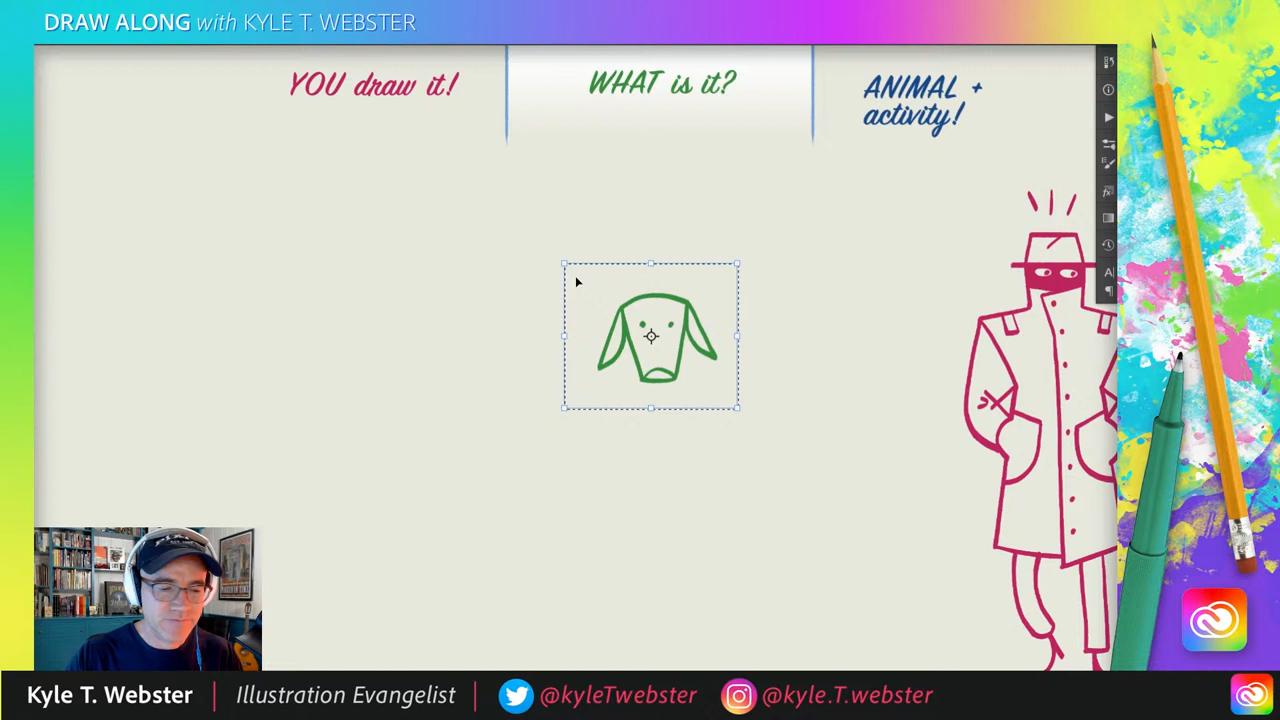 DRAW ALONG with KYLE T. WEBSTER
YOU draw it!
WHAT is it?
ANIMAL +
activity!
Kyle T. Webster | Illustration Evangelist | @kyleTwebster @kyle.T.webster